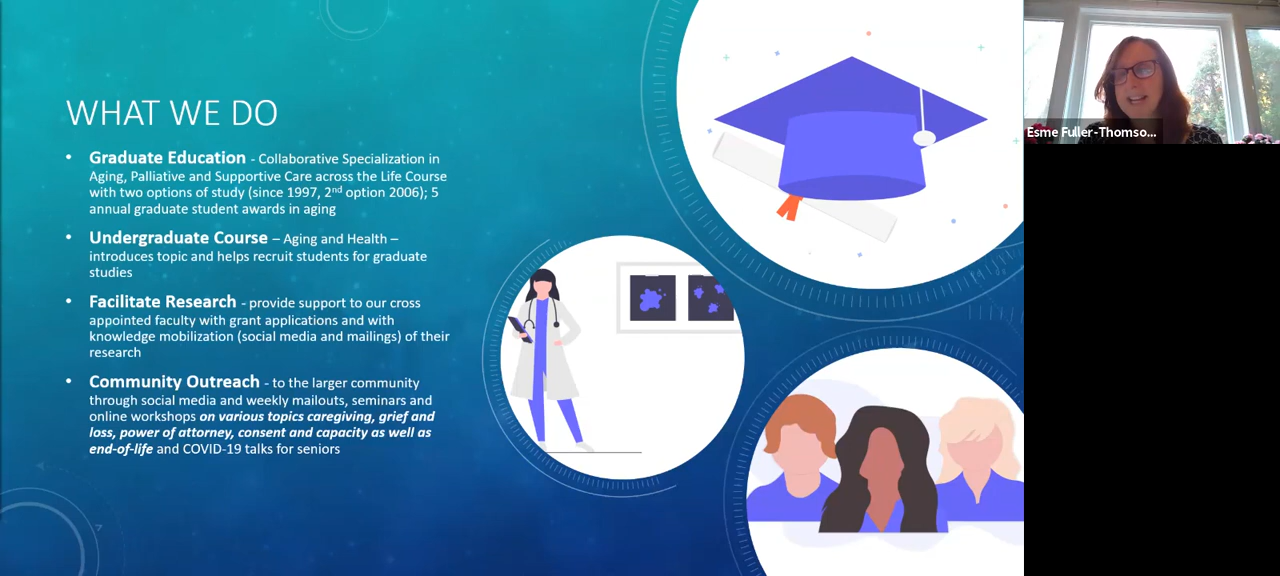 WHAT WE DO
• Graduate Education - Collaborative Specialization in
Aging, Palliative and Supportive Care across the Life Course
with two options of study (since 1997, 2nd option 2006); 5
annual graduate student awards in aging
• Undergraduate Course – Aging and Health –
introduces topic and helps recruit students for graduate
studies
• Facilitate Research - provide support to our cross
appointed faculty with grant applications and with
knowledge mobilization (social media and mailings) of their
research
• Community Outreach - to the larger community
through social media and weekly mailouts, seminars and
online workshops on various topics caregiving, grief and
loss, power of attorney, consent and capacity as well as
end-of-life and COVID-19 talks for seniors
Esme Fuller-Thomso...